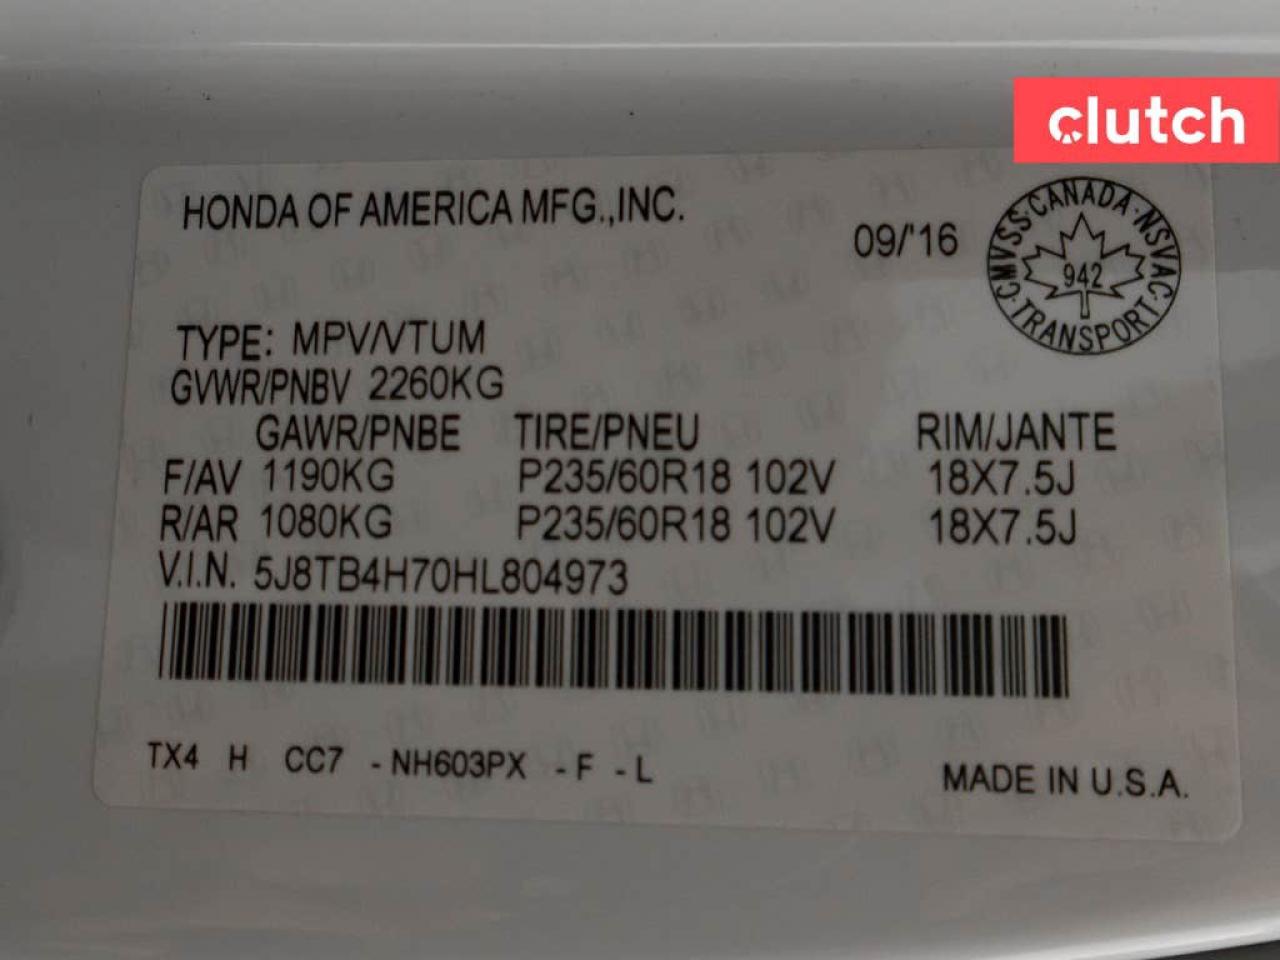 clutch
HONDA OF AMERICA MFG.,INC.
09/'16
CMVSS·CANADA·NSVAC·TRANSPORT
942
TYPE: MPV/VTUM
GVWR/PNBV 2260KG
GAWR/PNBE TIRE/PNEU RIM/JANTE
F/AV 1190KG P235/60R18 102V 18X7.5J
R/AR 1080KG P235/60R18 102V 18X7.5J
V.I.N. 5J8TB4H70HL804973
TX4 H CC7 -NH603PX -F -L
MADE IN U.S.A.